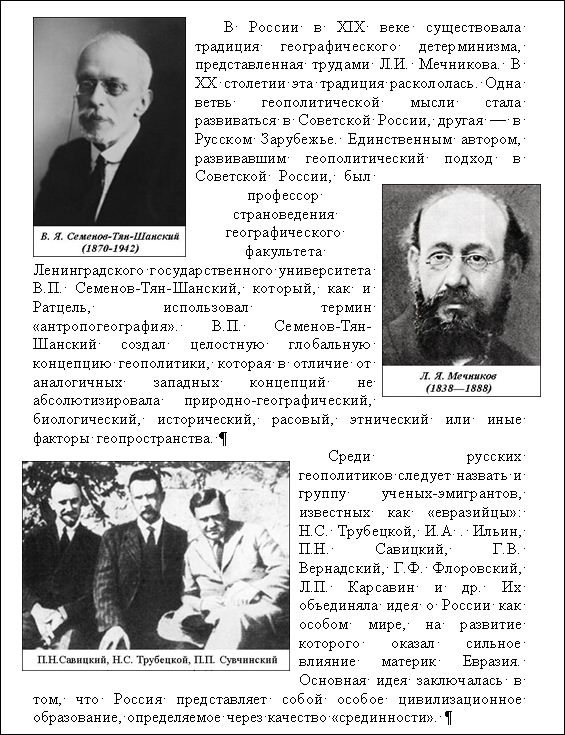 В России в XIX веке существовала
традиция географического детерминизма,
представленная трудами Л.И. Мечникова. В
XX столетии эта традиция раскололась. Одна
ветвь геополитической мысли стала
развиваться в Советской России, другая — в
Русском Зарубежье. Единственным автором,
развивавшим геополитический подход в
Советской России, был
профессор
страноведения
географического
факультета
Ленинградского государственного университета
В.П. Семенов-Тян-Шанский, который, как и
Ратцель, использовал термин
«антропогеография». В.П. Семенов-Тян-
Шанский создал целостную глобальную
концепцию геополитики, которая в отличие от
аналогичных западных концепций не
абсолютизировала природно-географический,
биологический, исторический, расовый, этнический или иные
факторы геопространства. ¶
В. Я. Семенов-Тян-Шанский
(1870-1942)
Л. Я. Мечников
(1838—1888)
Среди русских
геополитиков следует назвать и
группу ученых-эмигрантов,
известных как «евразийцы»:
Н.С. Трубецкой, И.А . Ильин,
П.Н. Савицкий, Г.В.
Вернадский, Г.Ф. Флоровский,
Л.П. Карсавин и др. Их
объединяла идея о России как
особом мире, на развитие
которого оказал сильное
влияние материк Евразия.
Основная идея заключалась в
том, что Россия представляет собой особое цивилизационное
образование, определяемое через качество «срединности». ¶
П.Н.Савицкий, Н.С. Трубецкой, П.П. Сувчинский